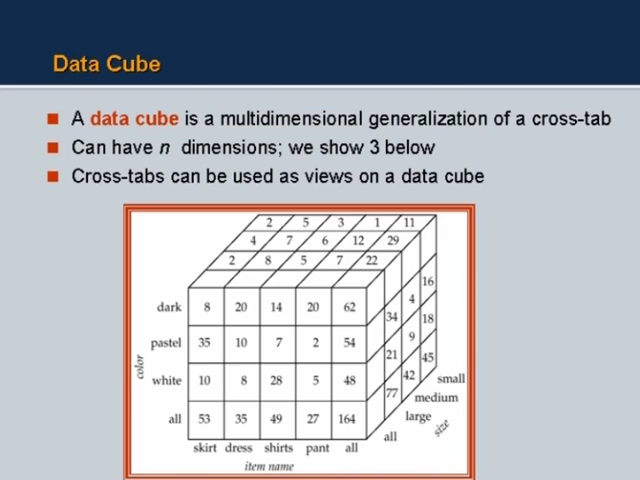 Data Cube
A data cube is a multidimensional generalization of a cross-tab
Can have n dimensions; we show 3 below
Cross-tabs can be used as views on a data cube
2 5 3 1 11
4 7 6 12 29
2 8 5 7 22
dark 8 20 14 20 62
pastel 35 10 7 2 54
white 10 8 28 5 48
all 53 35 49 27 164
34 4 16
21 9 18
77 42 45
color
skirt dress shirts pant all
item name
all
large
medium
small
size